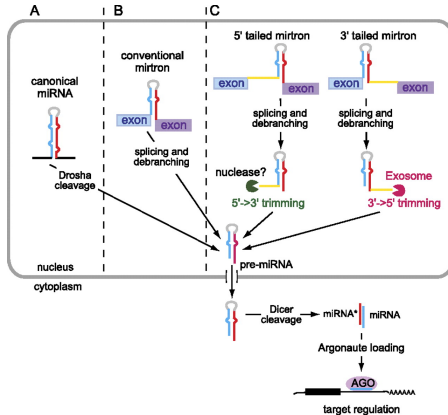 A
B
C
canonical
miRNA
Drosha
cleavage
conventional
mirtron
exon
exon
splicing and
debranching
5' tailed mirtron
3' tailed mirtron
exon
exon
exon
exon
splicing and
debranching
splicing and
debranching
nuclease?
Exosome
5'->3' trimming
3'->5' trimming
pre-miRNA
nucleus
cytoplasm
Dicer
cleavage
miRNA*
miRNA
Argonaute loading
AGO
target regulation